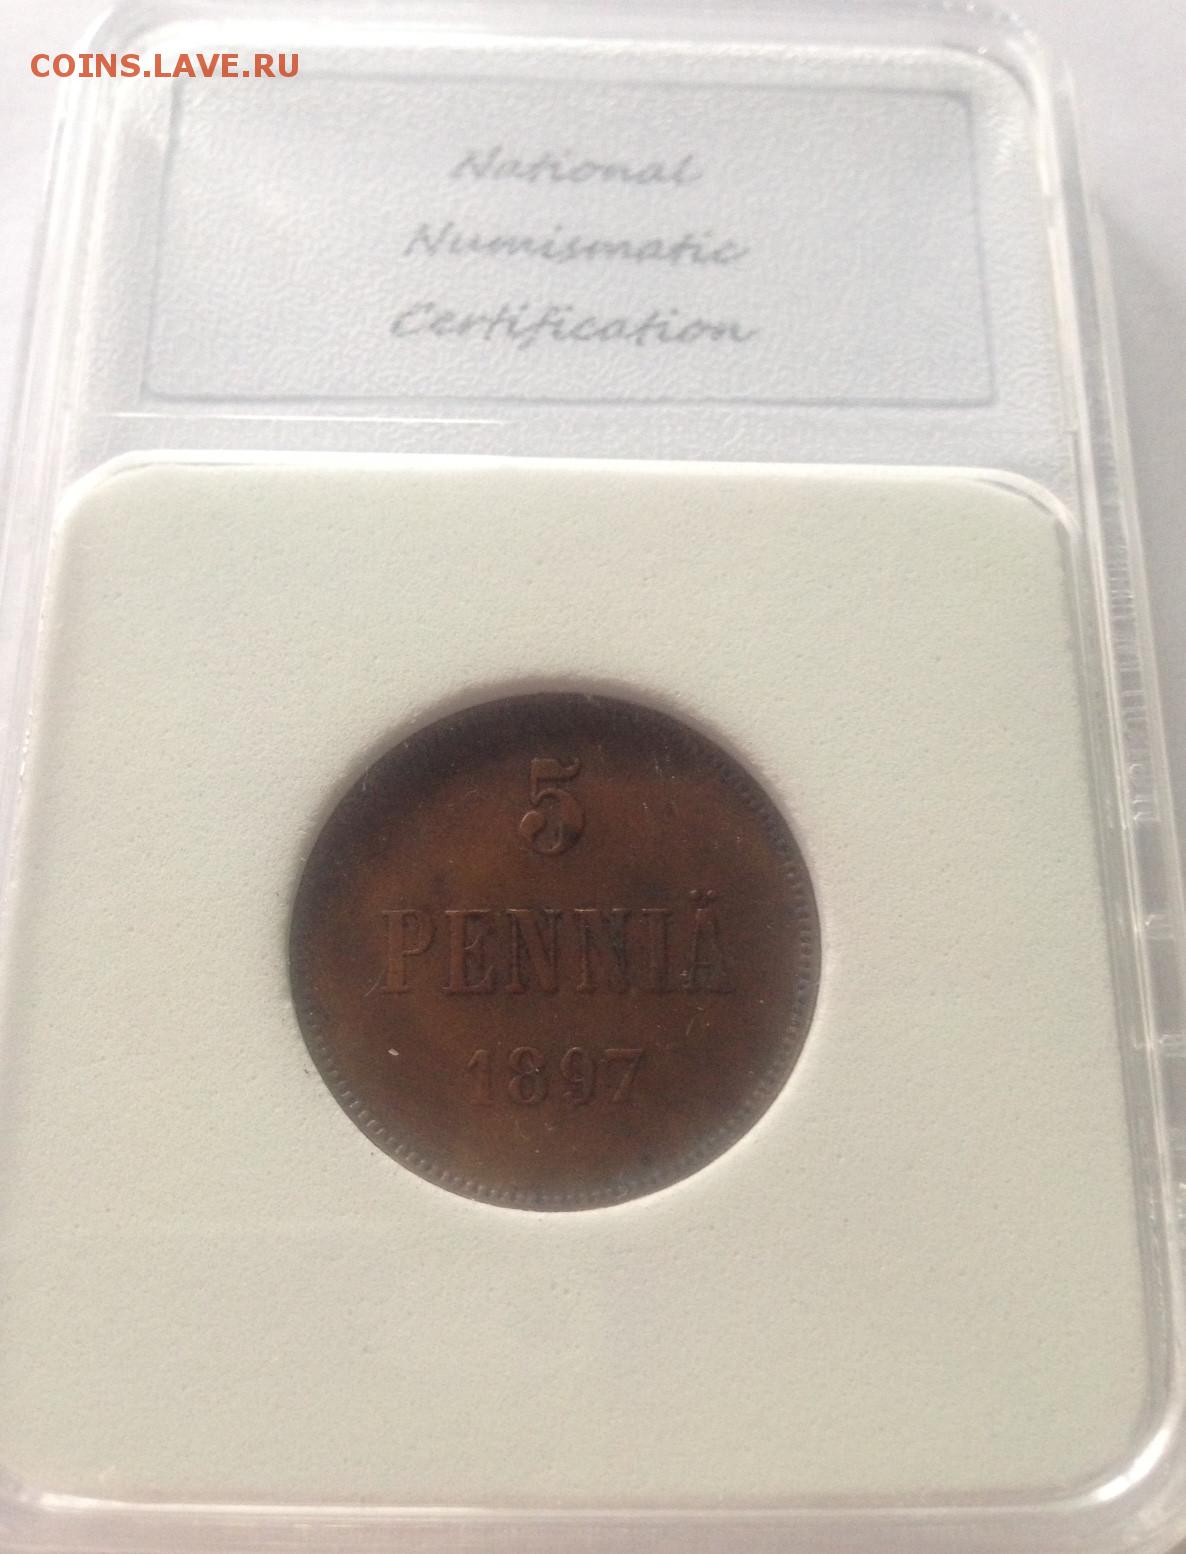 COINS.LAVE.RU
National
Numismatic
Certification
5
PENNIÄ
1897